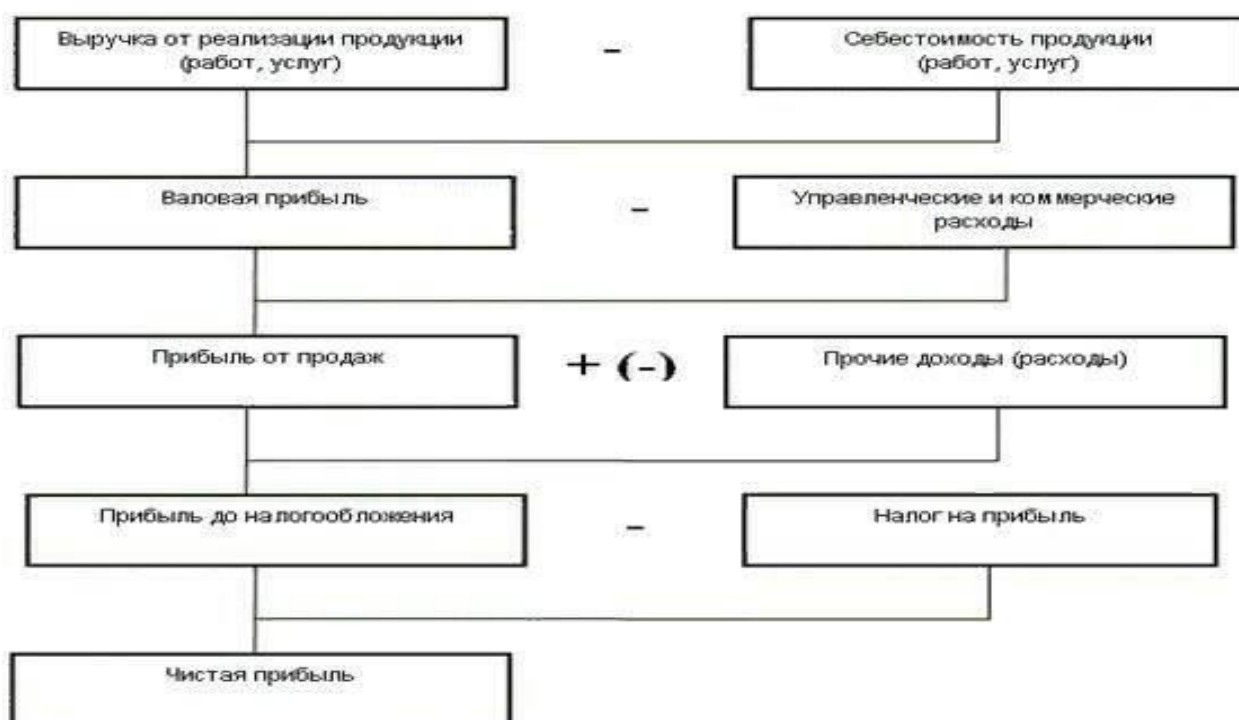 Выручка от реализации продукции
(работ, услуг)
-
Себестоимость продукции
(работ, услуг)
Валовая прибыль
-
Управленческие и коммерческие
расходы
Прибыль от продаж
+ (-)
Прочие доходы (расходы)
Прибыль до налогообложения
-
Налог на прибыль
Чистая прибыль